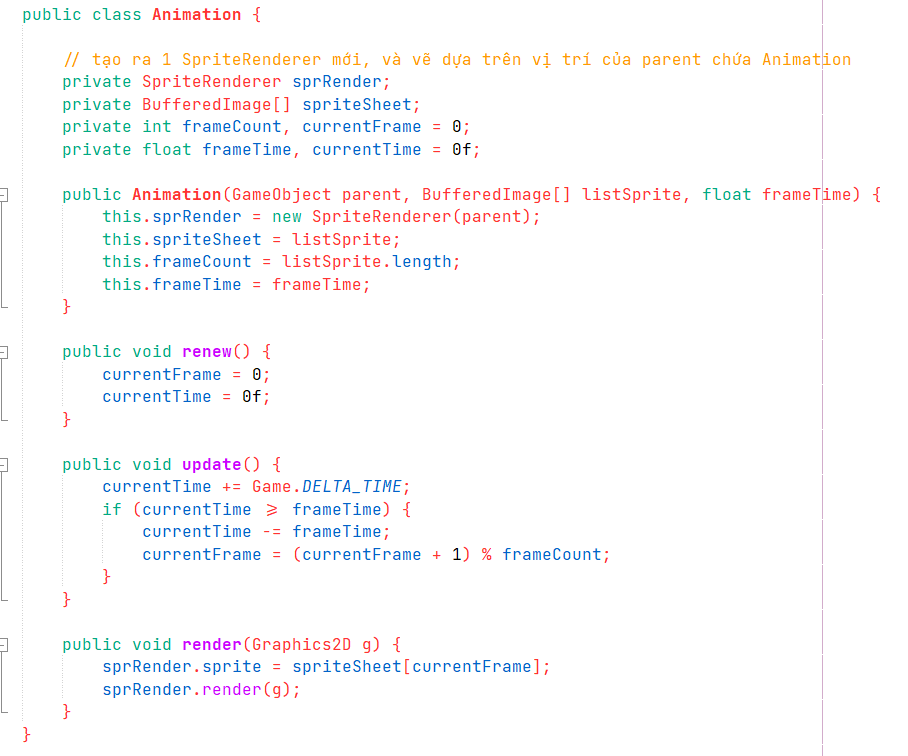 public class Animation {
// tạo ra 1 SpriteRenderer mới, và vẽ dựa trên vị trí của parent chứa Animation
private SpriteRenderer sprRender;
private BufferedImage[] spriteSheet;
private int frameCount, currentFrame = 0;
private float frameTime, currentTime = 0f;
public Animation(GameObject parent, BufferedImage[] listSprite, float frameTime) {
this.sprRender = new SpriteRenderer(parent);
this.spriteSheet = listSprite;
this.frameCount = listSprite.length;
this.frameTime = frameTime;
}
public void renew() {
currentFrame = 0;
currentTime = 0f;
}
public void update() {
currentTime += Game.DELTA_TIME;
if (currentTime ⩾ frameTime) {
currentTime -= frameTime;
currentFrame = (currentFrame + 1) % frameCount;
}
}
public void render(Graphics2D g) {
sprRender.sprite = spriteSheet[currentFrame];
sprRender.render(g);
}
}